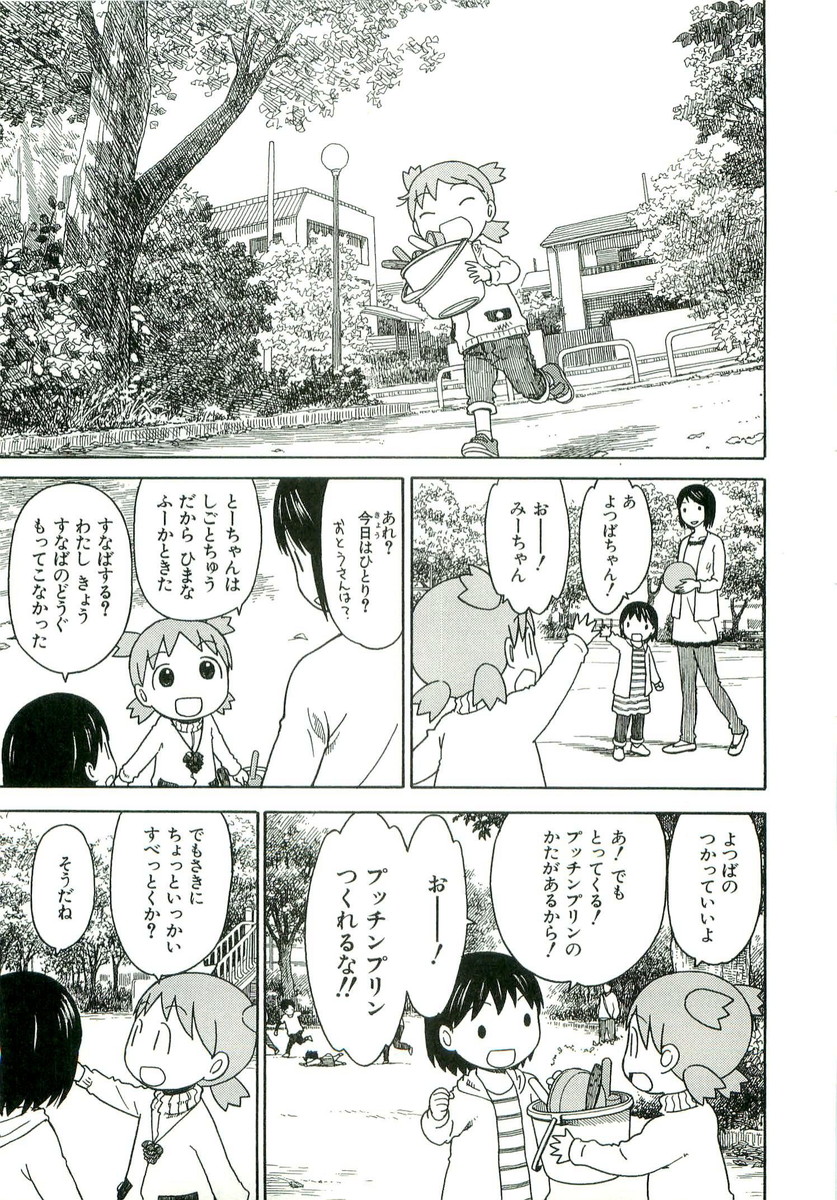 あ
よつばちゃん！
おー！
みーちゃん
あれ？
今日はひとり？
きょう
おとうさんは？
とーちゃんは
しごとちゅう
だから ひまな
ふーかときた
すなばする？
わたし きょう
すなばのどうぐ
もってこなかった
よつばの
つかっていいよ
あ！でも
とってくる！
プッチンプリンの
かたがあるから！
おー！
プッチンプリン
つくれるな！！
でもさきに
ちょっといっかい
すべっとくか？
そうだね